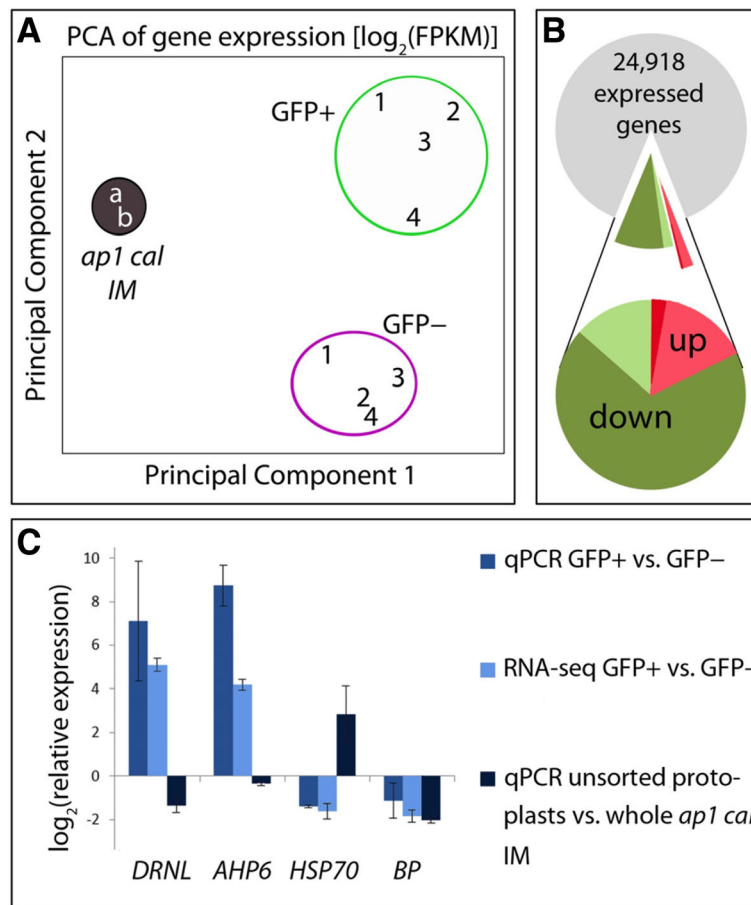 A
PCA of gene expression [log2(FPKM)]
Principal Component 2
Principal Component 1
GFP+
1
2
3
4
a
b
ap1 cal
IM
GFP−
1
3
2
4
B
24,918
expressed
genes
up
down
C
log2(relative expression)
10
8
6
4
2
0
-2
DRNL AHP6 HSP70 BP
qPCR GFP+ vs. GFP−
RNA-seq GFP+ vs. GFP-
qPCR unsorted proto-
plasts vs. whole ap1 cal
IM